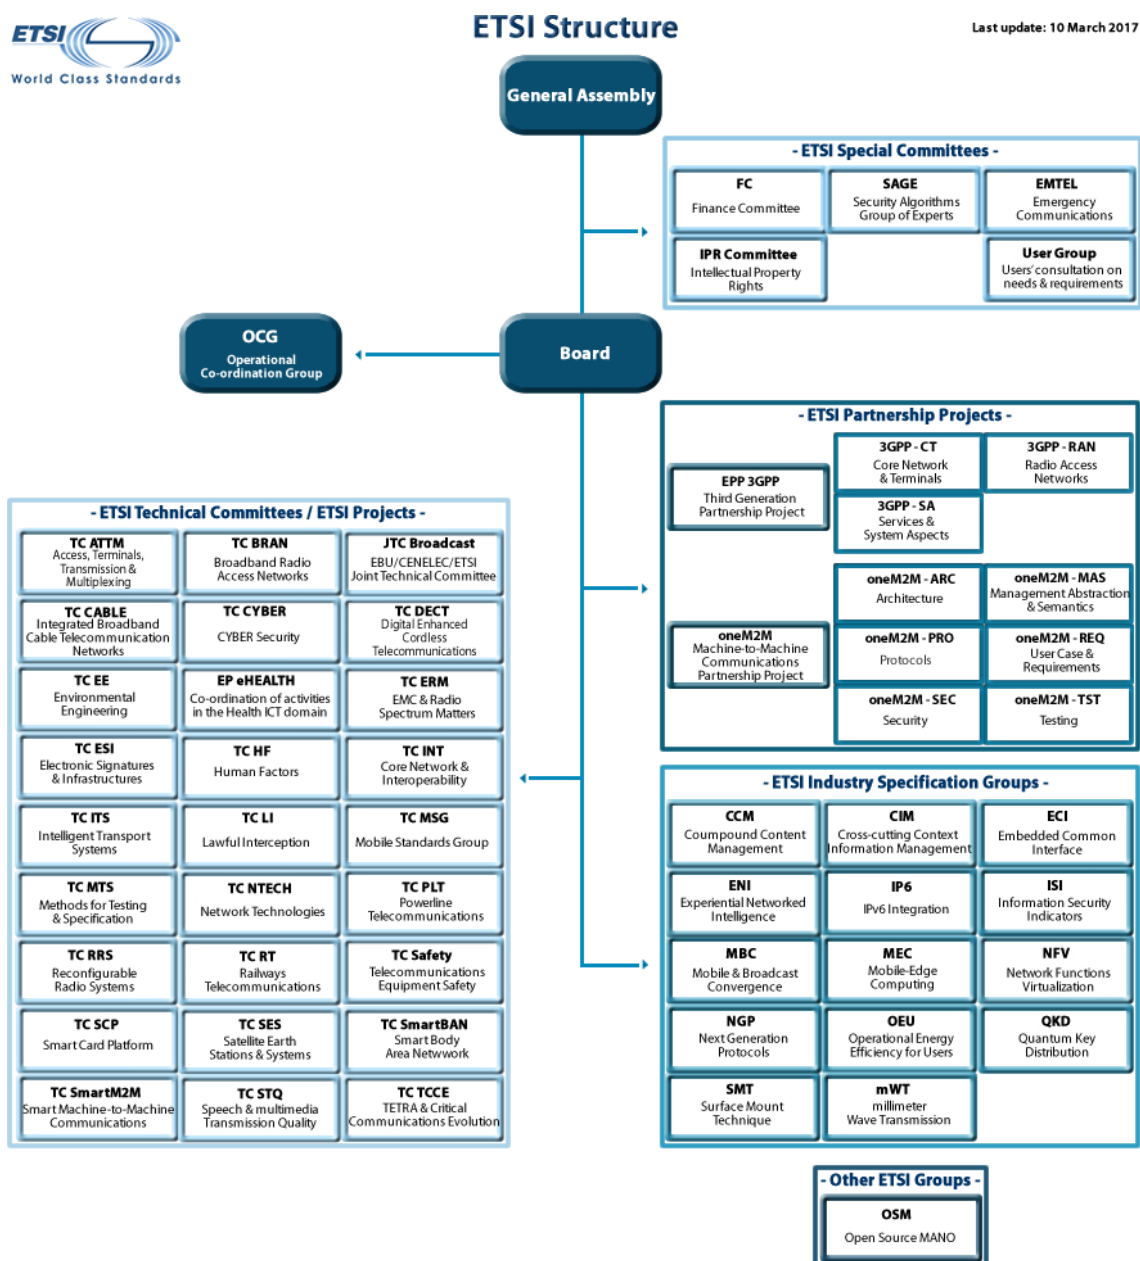 ETSI
World Class Standards
ETSI Structure
Last update: 10 March 2017
General Assembly
- ETSI Special Committees -
FC
Finance Committee
SAGE
Security Algorithms
Group of Experts
EMTEL
Emergency
Communications
IPR Committee
Intellectual Property
Rights
User Group
Users' consultation on
needs & requirements
OCG
Operational
Co-ordination Group
Board
- ETSI Partnership Projects -
EPP 3GPP
Third Generation
Partnership Project
3GPP - CT
Core Network
& Terminals
3GPP - RAN
Radio Access
Networks
3GPP - SA
Services &
System Aspects
oneM2M
Machine-to-Machine
Communications
Partnership Project
oneM2M - ARC
Architecture
oneM2M - MAS
Management Abstraction
& Semantics
oneM2M - PRO
Protocols
oneM2M - REQ
User Case &
Requirements
oneM2M - SEC
Security
oneM2M - TST
Testing
- ETSI Technical Committees / ETSI Projects -
TC ATTM
Access, Terminals,
Transmission &
Multiplexing
TC BRAN
Broadband Radio
Access Networks
JTC Broadcast
EBU/CENELEC/ETSI
Joint Technical Committee
TC CABLE
Integrated Broadband
Cable Telecommunication
Networks
TC CYBER
CYBER Security
TC DECT
Digital Enhanced
Cordless
Telecommunications
TC EE
Environmental
Engineering
EP eHEALTH
Co-ordination of activities
in the Health ICT domain
TC ERM
EMC & Radio
Spectrum Matters
TC ESI
Electronic Signatures
& Infrastructures
TC HF
Human Factors
TC INT
Core Network &
Interoperability
TC ITS
Intelligent Transport
Systems
TC LI
Lawful Interception
TC MSG
Mobile Standards Group
TC MTS
Methods for Testing
& Specification
TC NTECH
Network Technologies
TC PLT
Powerline
Telecommunications
TC RRS
Reconfigurable
Radio Systems
TC RT
Railways
Telecommunications
TC Safety
Telecommunications
Equipment Safety
TC SCP
Smart Card Platform
TC SES
Satellite Earth
Stations & Systems
TC SmartBAN
Smart Body
Area Netwwork
TC SmartM2M
Smart Machine-to-Machine
Communications
TC STQ
Speech & multimedia
Transmission Quality
TC TCCE
TETRA & Critical
Communications Evolution
- ETSI Industry Specification Groups -
CCM
Coumpound Content
Management
CIM
Cross-cutting Context
Information Management
ECI
Embedded Common
Interface
ENI
Experiential Networked
Intelligence
IP6
IPv6 Integration
ISI
Information Security
Indicators
MBC
Mobile & Broadcast
Convergence
MEC
Mobile-Edge
Computing
NFV
Network Functions
Virtualization
NGP
Next Generation
Protocols
OEU
Operational Energy
Efficiency for Users
QKD
Quantum Key
Distribution
SMT
Surface Mount
Technique
mWT
millimeter
Wave Transmission
- Other ETSI Groups -
OSM
Open Source MANO